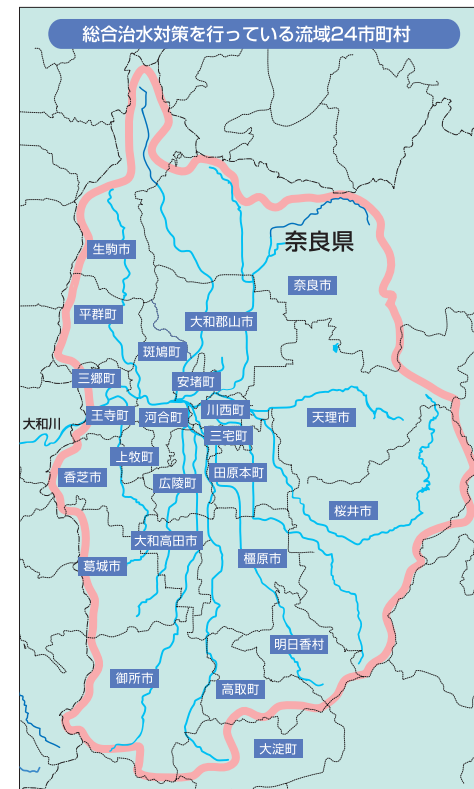 総合治水対策を行っている流域24市町村
奈良県
生駒市
奈良市
平群町
大和郡山市
斑鳩町
三郷町
安堵町
大和川
王寺町
河合町
川西町
天理市
三宅町
上牧町
香芝市
広陵町
田原本町
桜井市
大和高田市
葛城市
橿原市
明日香村
御所市
高取町
大淀町